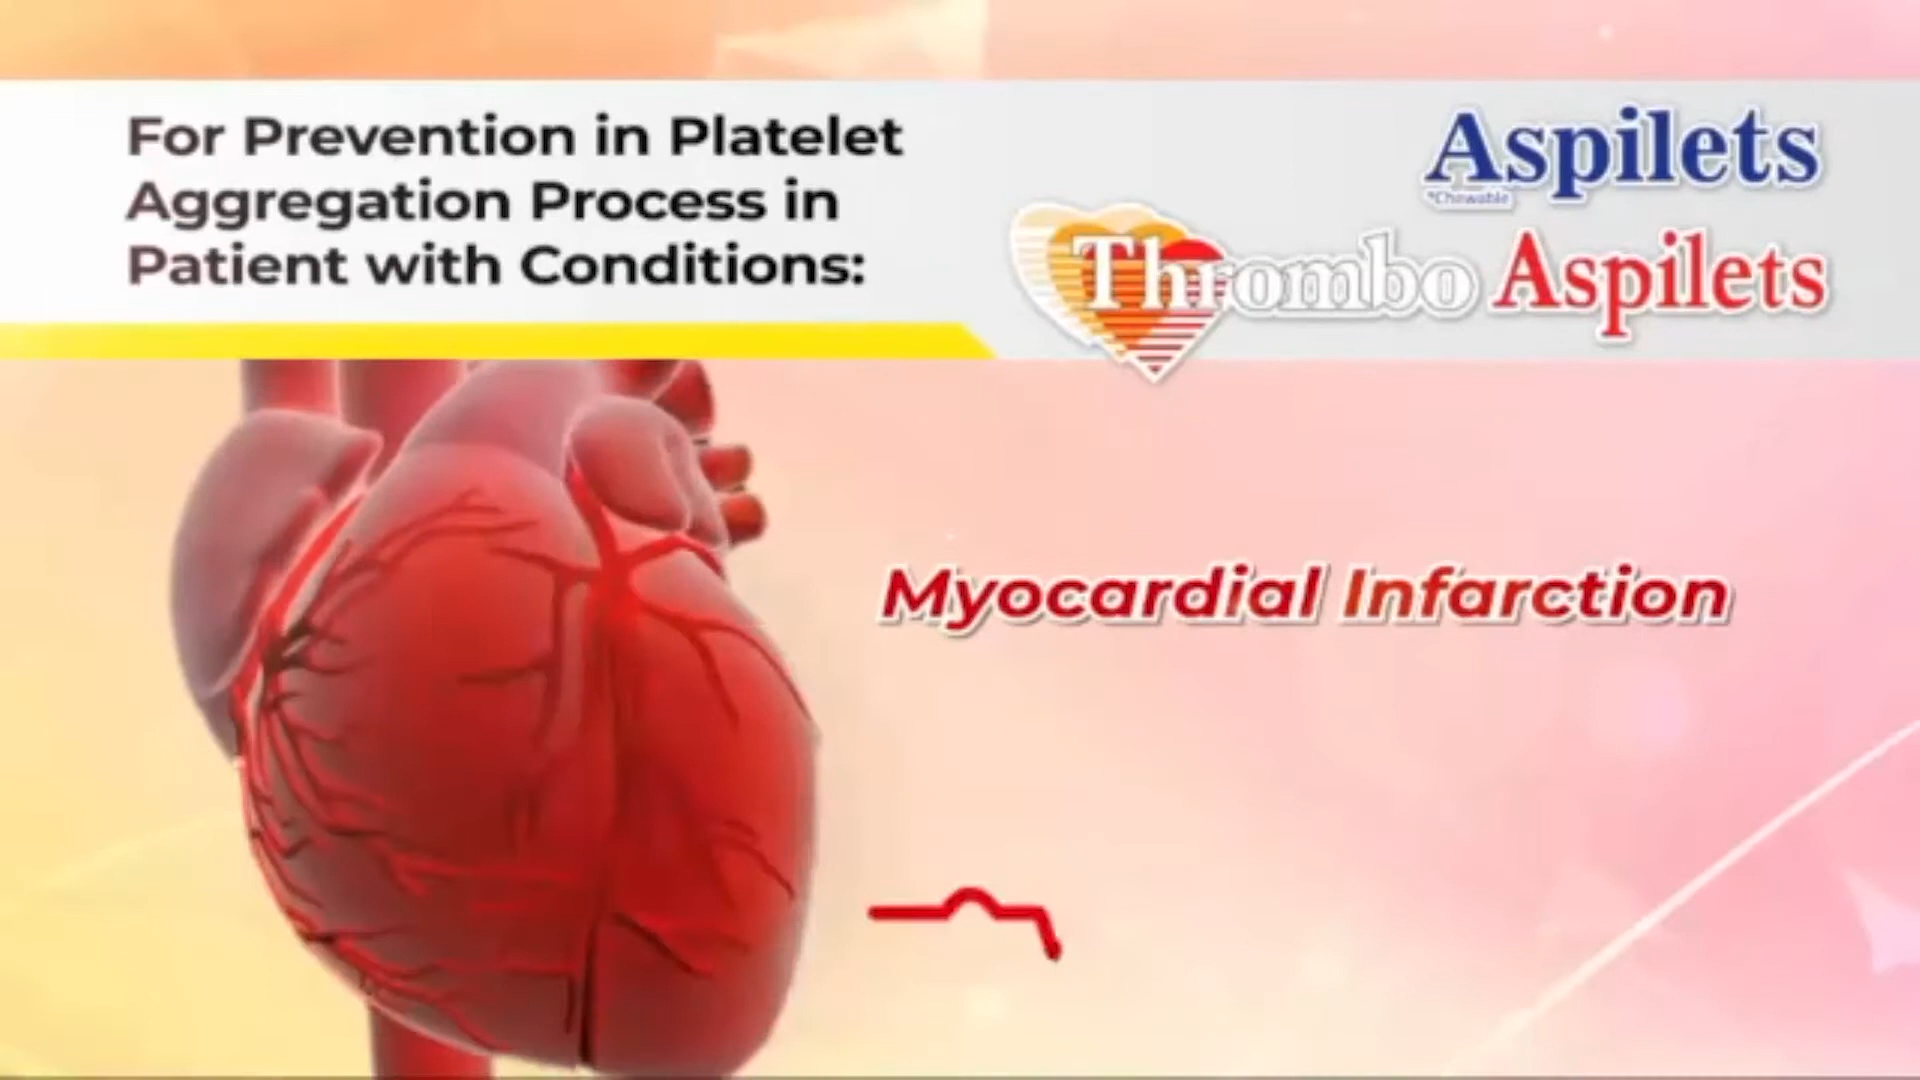 For Prevention in Platelet
Aggregation Process in
Patient with Conditions:
Aspilets
*Chewable
Thrombo Aspilets
Myocardial Infarction